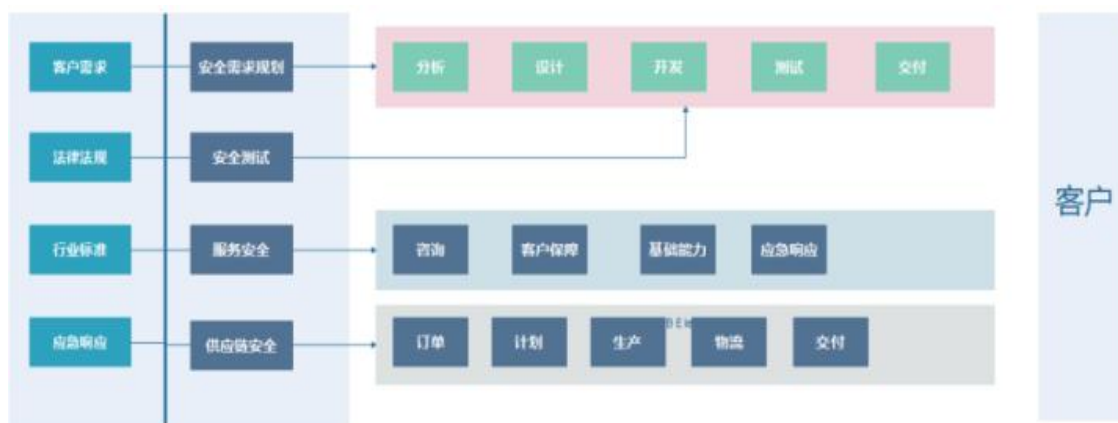 客户需求
安全需求规划
分析
设计
开发
测试
交付
法律法规
安全测试
客户
行业标准
服务安全
咨询
客户保障
基础能力
应急响应
应急响应
供应链安全
订单
计划
生产
物流
交付